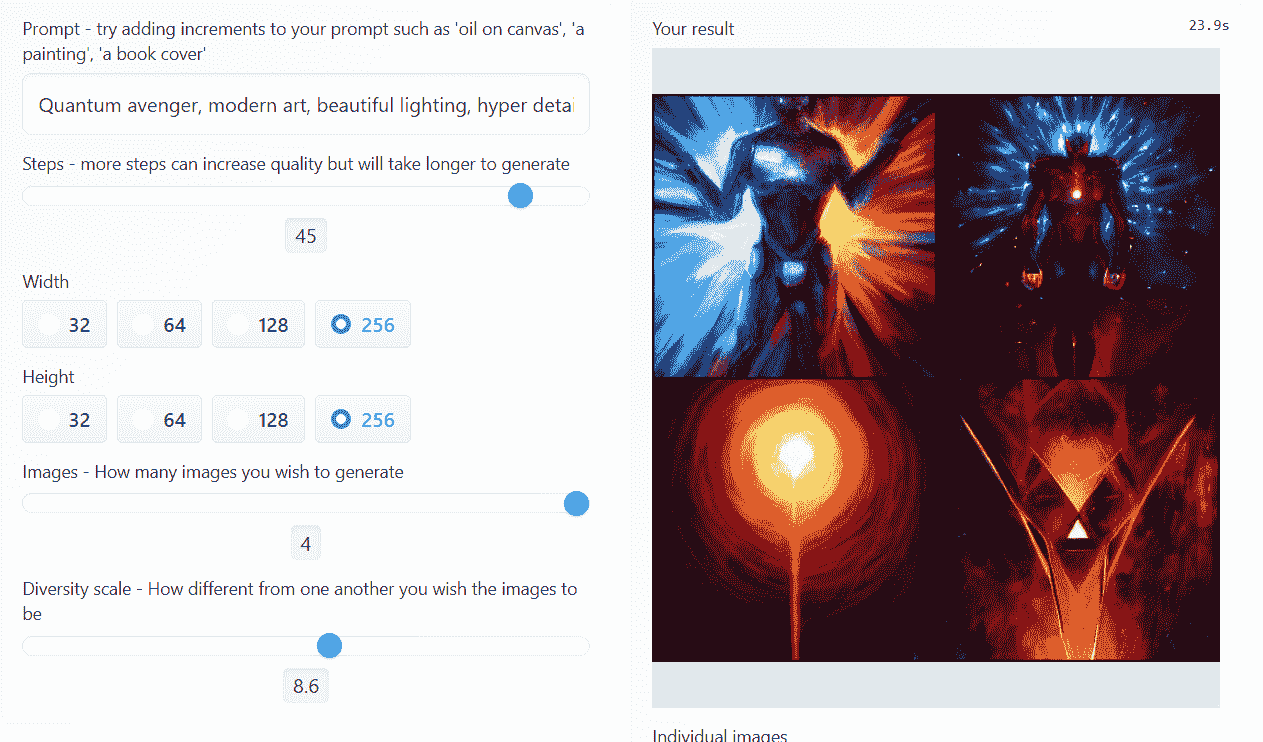 Prompt - try adding increments to your prompt such as 'oil on canvas', 'a
painting', 'a book cover'
Quantum avenger, modern art, beautiful lighting, hyper detai
Steps - more steps can increase quality but will take longer to generate
45
Width
32 64 128 256
Height
32 64 128 256
Images - How many images you wish to generate
4
Diversity scale - How different from one another you wish the images to
be
8.6
Your result 23.9s
Individual images